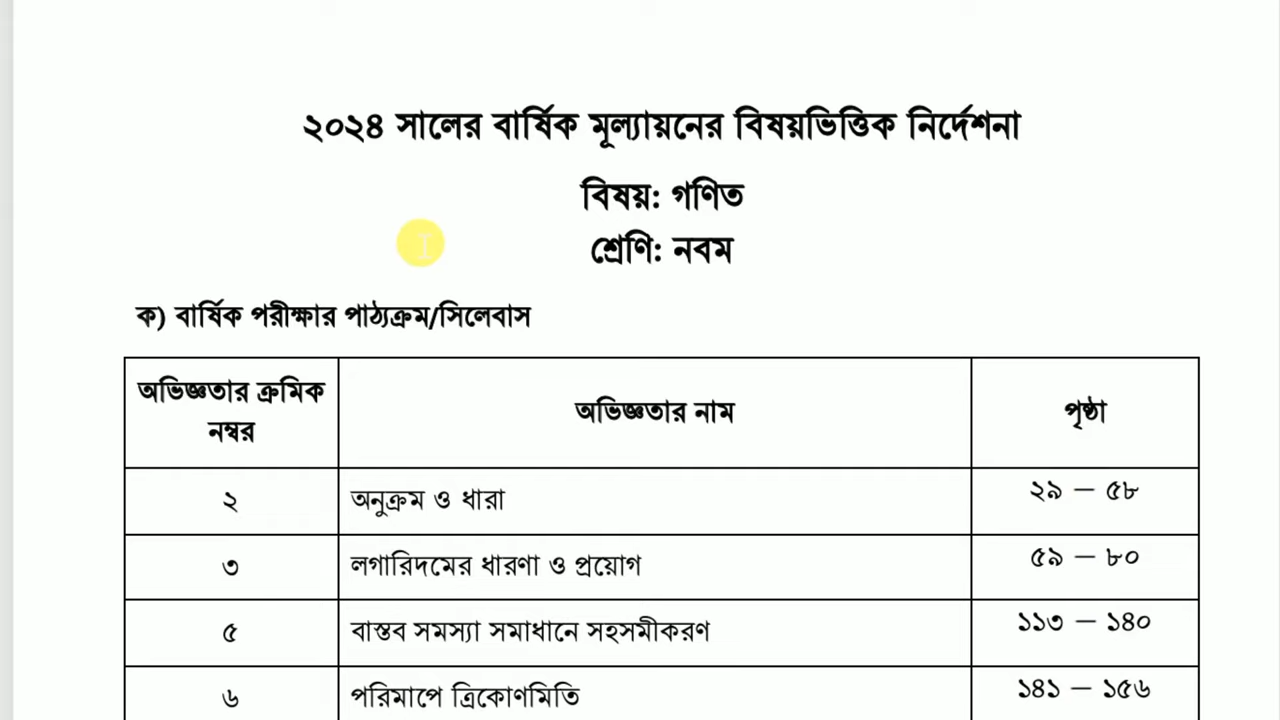 ২০২৪ সালের বার্ষিক মূল্যায়নের বিষয়ভিত্তিক নির্দেশনা
বিষয়: গণিত
শ্রেণি: নবম
ক) বার্ষিক পরীক্ষার পাঠ্যক্রম/সিলেবাস
অভিজ্ঞতার ক্রমিক
নম্বর
অভিজ্ঞতার নাম
পৃষ্ঠা
২ অনুক্রম ও ধারা ২৯ – ৫৮
৩ লগারিদমের ধারণা ও প্রয়োগ ৫৯ – ৮০
৫ বাস্তব সমস্যা সমাধানে সহসমীকরণ ১১৩ – ১৪০
৬ পরিমাপে ত্রিকোণমিতি ১৪১ – ১৫৬